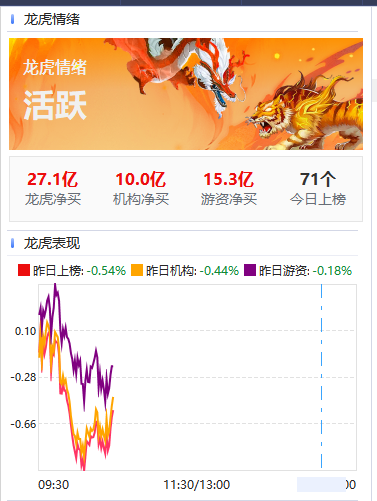 龙虎情绪
龙虎情绪
活跃
27.1亿 10.0亿 15.3亿 71个
龙虎净买 机构净买 游资净买 今日上榜
龙虎表现
昨日上榜: -0.54% 昨日机构: -0.44% 昨日游资: -0.18%
0.10
-0.28
-0.66
09:30 11:30/13:00